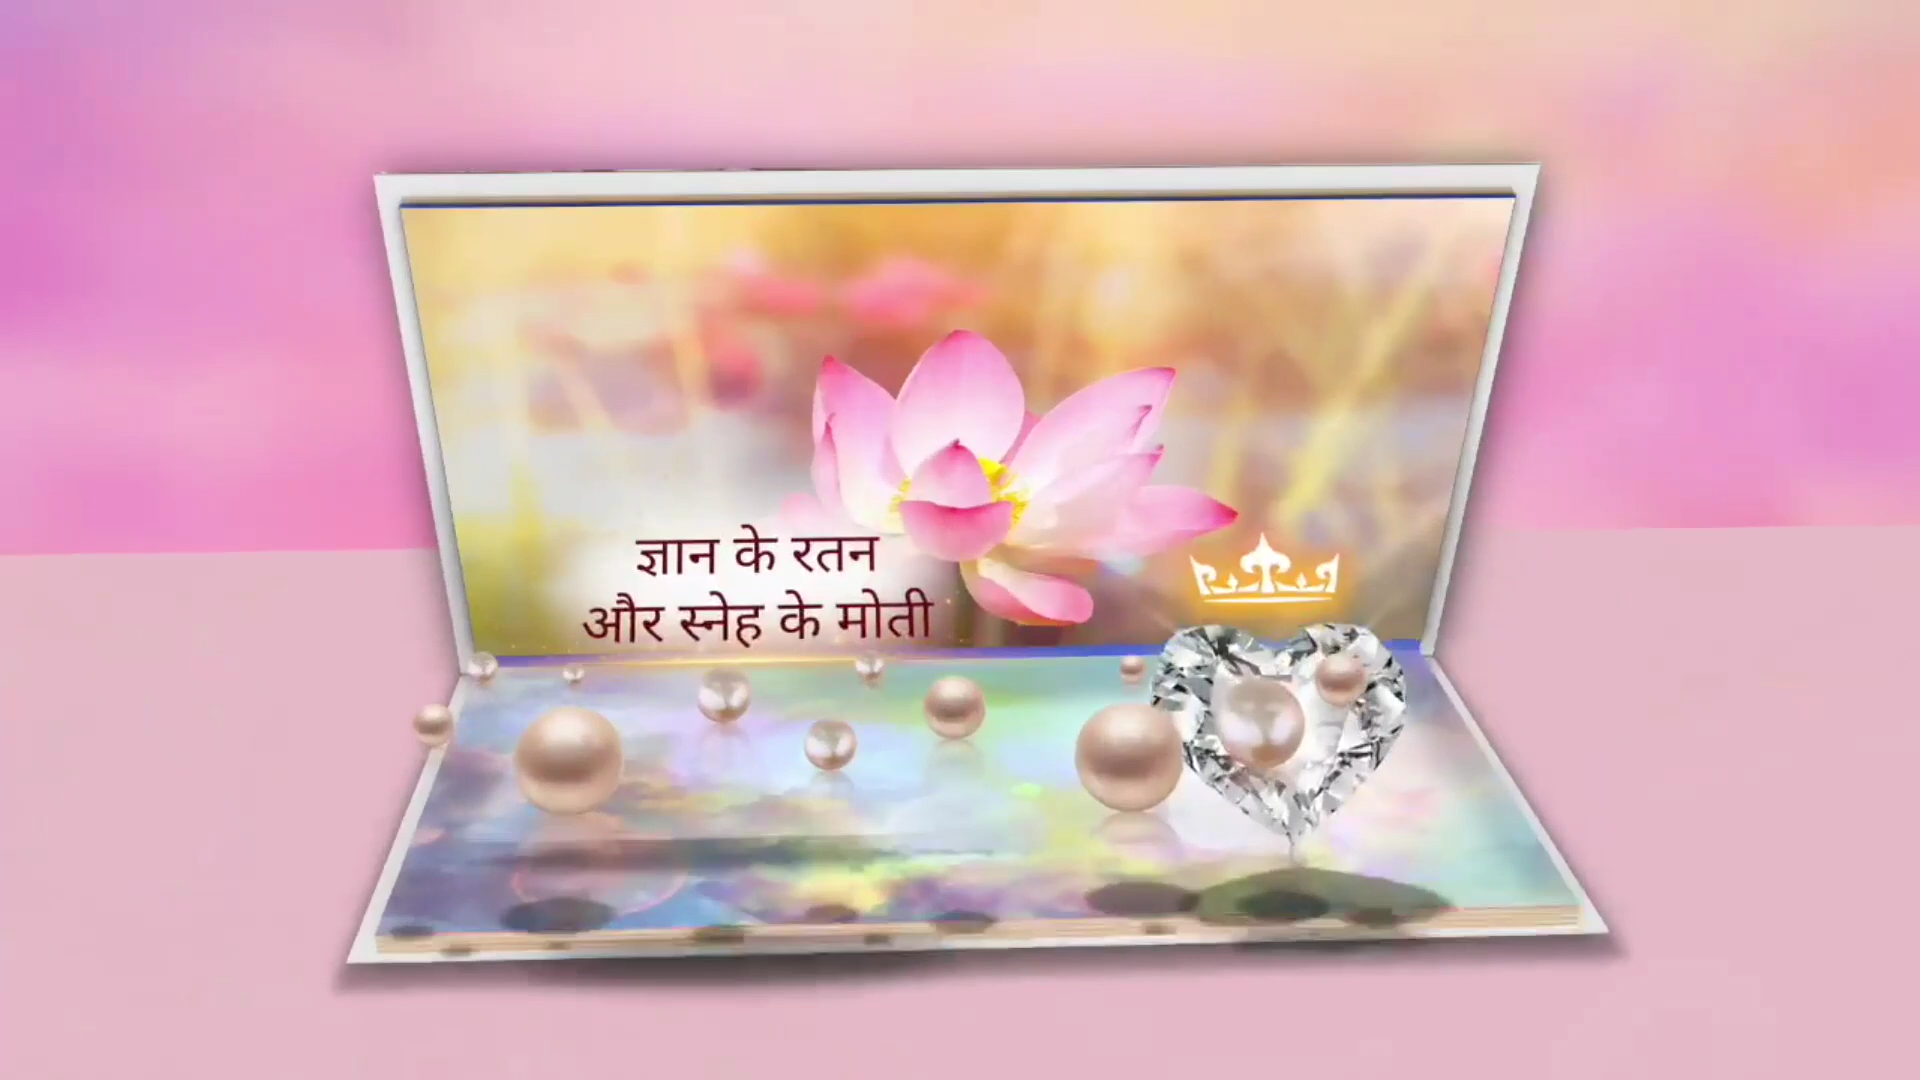 ज्ञान के रतन
और स्नेह के मोती